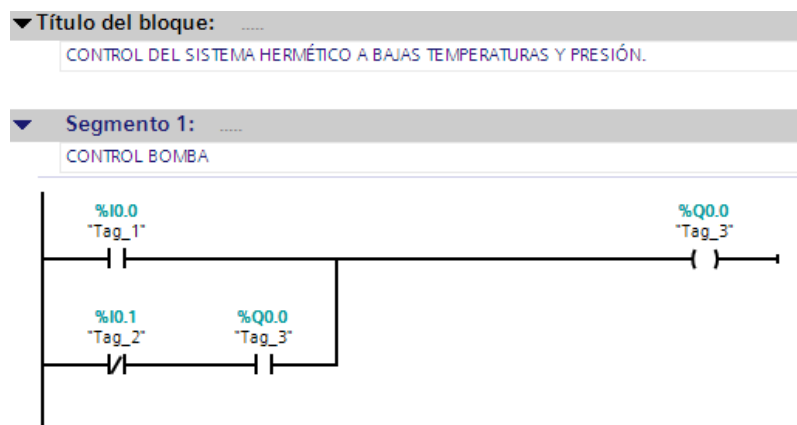 Título del bloque: .....
CONTROL DEL SISTEMA HERMÉTICO A BAJAS TEMPERATURAS Y PRESIÓN.
Segmento 1: .....
CONTROL BOMBA
%I0.0 %Q0.0
"Tag_1" "Tag_3"
%I0.1 %Q0.0
"Tag_2" "Tag_3"